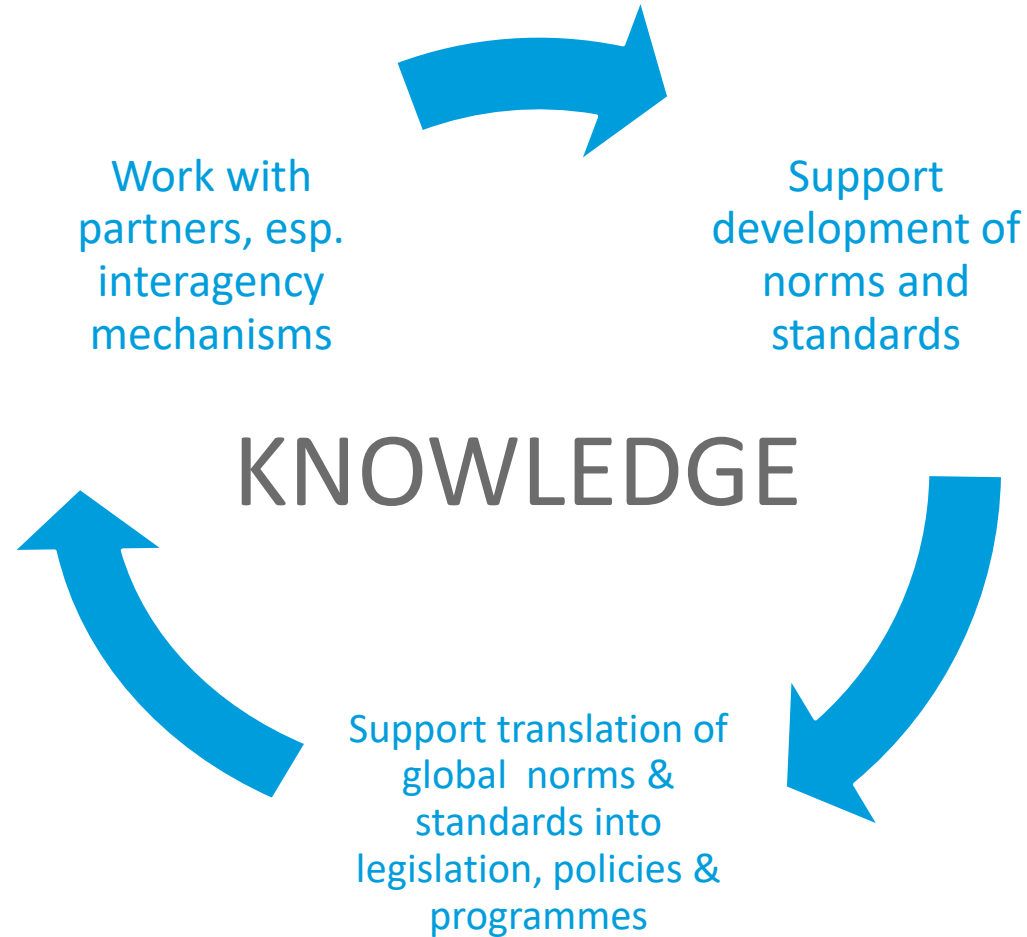 Work with
partners, esp.
interagency
mechanisms
Support
development of
norms and
standards
KNOWLEDGE
Support translation of
global  norms &
standards into
legislation, policies &
programmes